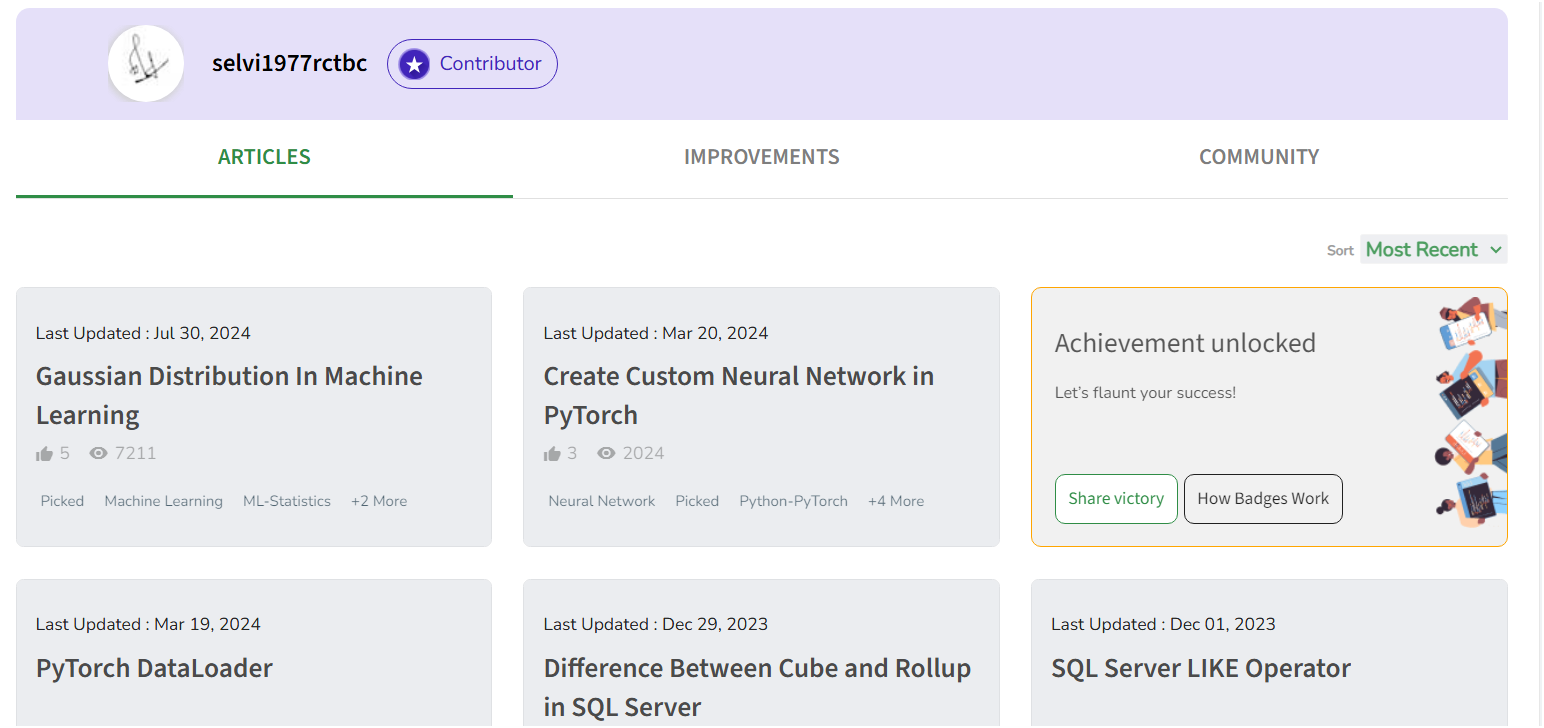 selvi1977rctbc
Contributor
ARTICLES
IMPROVEMENTS
COMMUNITY
Sort
Most Recent
Last Updated : Jul 30, 2024
Gaussian Distribution In Machine
Learning
5
7211
Picked
Machine Learning
ML-Statistics
+2 More
Last Updated : Mar 20, 2024
Create Custom Neural Network in
PyTorch
3
2024
Neural Network
Picked
Python-PyTorch
+4 More
Achievement unlocked
Let’s flaunt your success!
Share victory
How Badges Work
Last Updated : Mar 19, 2024
PyTorch DataLoader
Last Updated : Dec 29, 2023
Difference Between Cube and Rollup
in SQL Server
Last Updated : Dec 01, 2023
SQL Server LIKE Operator